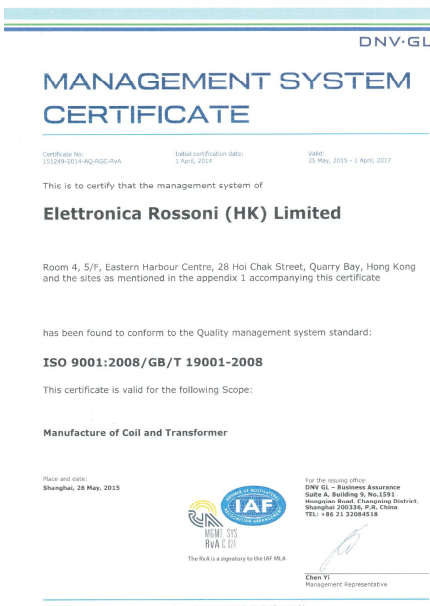 DNV·GL
MANAGEMENT SYSTEM
CERTIFICATE
Certificate No:
151249-2014-AQ-RGC-RvA
Initial certification date:
1 April, 2014
Valid:
25 May, 2015 - 1 April, 2017
This is to certify that the management system of
Elettronica Rossoni (HK) Limited
Room 4, 5/F, Eastern Harbour Centre, 28 Hoi Chak Street, Quarry Bay, Hong Kong
and the sites as mentioned in the appendix 1 accompanying this certificate
has been found to conform to the Quality management system standard:
ISO 9001:2008/GB/T 19001-2008
This certificate is valid for the following Scope:
Manufacture of Coil and Transformer
Place and date:
Shanghai, 26 May, 2015
MEMBER OF MULTILATERAL
IAF
RECOGNITION ARRANGEMENT
MGMT. SYS
RvA C 024
The RvA is a signatory to the IAF MLA
For the issuing office:
DNV GL – Business Assurance
Suite A, Building 9, No.1591
Hongqiao Road, Changning District,
Shanghai 200336, P.R. China
TEL: +86 21 32084518
Chen Yi
Management Representative